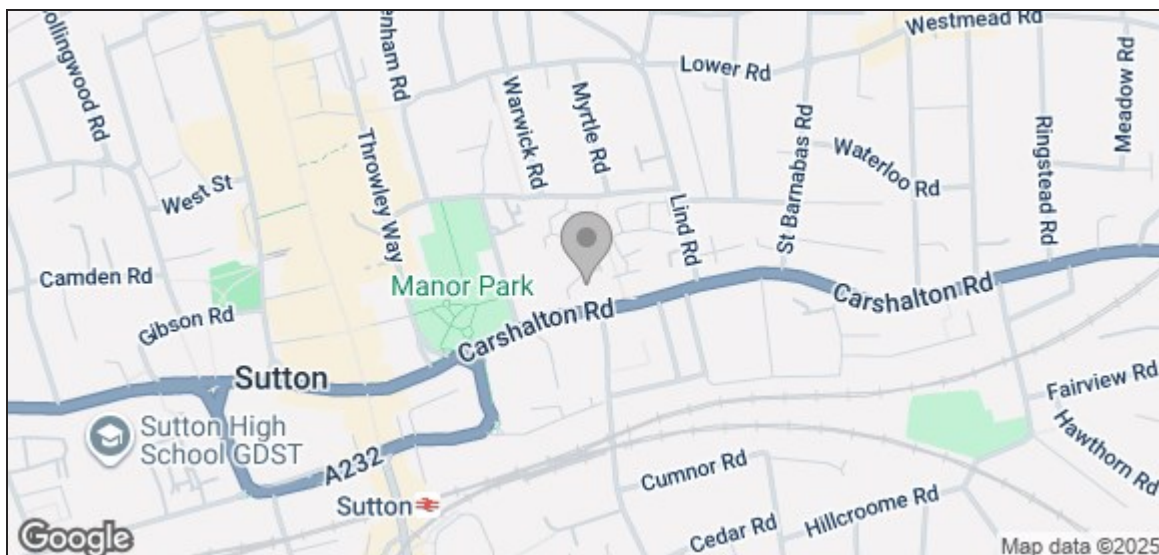 ollingwood Rd
enham Rd
Westmead Rd
Lower Rd
Meadow Rd
Warwick Rd
Myrtle Rd
St Barnabas Rd
Ringstead Rd
Throwley Way
West St
Waterloo Rd
Lind Rd
Camden Rd
Manor Park
Gibson Rd
Carshalton Rd
Carshalton Rd
Sutton
Fairview Rd
Sutton High
School GDST
Hawthorn Rd
A232
Cumnor Rd
Sutton
Hillcroome Rd
Cedar Rd
Google
Map data ©2025